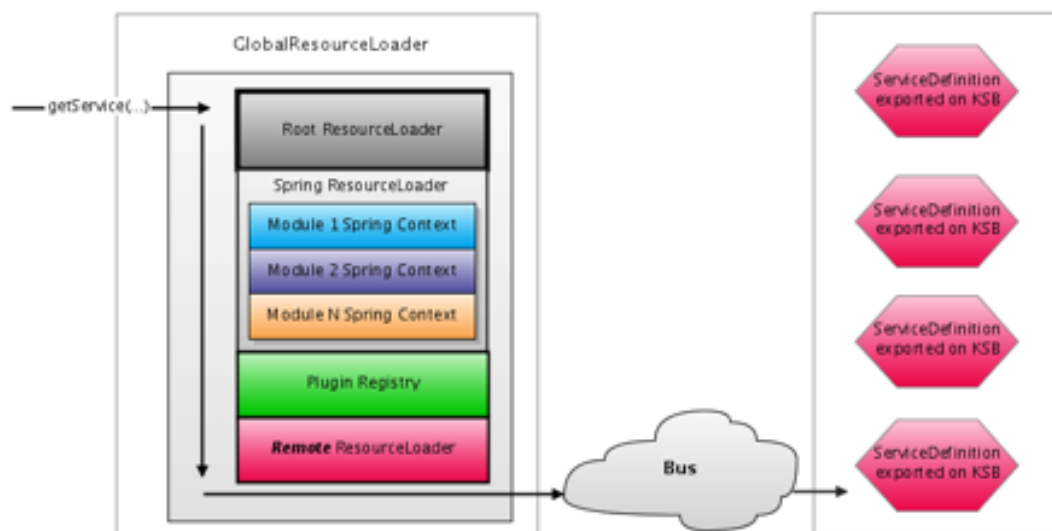 GlobalResourceLoader
getService(...)
Root ResourceLoader
Spring ResourceLoader
Module 1 Spring Context
Module 2 Spring Context
Module N Spring Context
Plugin Registry
Remote ResourceLoader
Bus
ServiceDefinition
exported on KSB
ServiceDefinition
exported on KSB
ServiceDefinition
exported on KSB
ServiceDefinition
exported on KSB